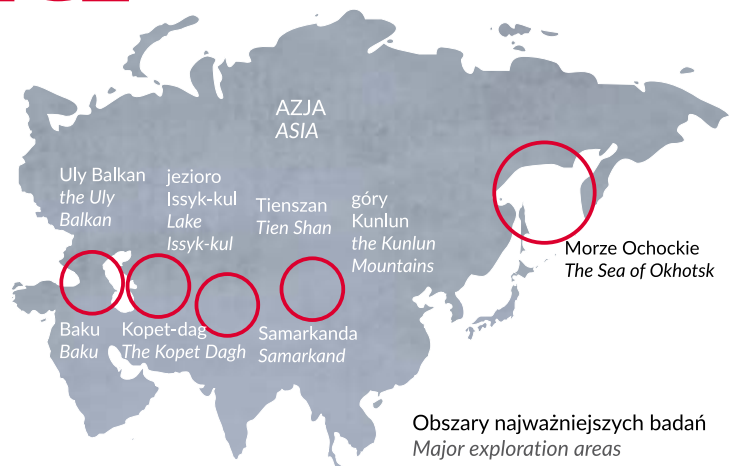 AZJA
ASIA
Uly Balkan
the Uly
Balkan
jezioro
Issyk-kul
Lake
Issyk-kul
Tienszan
Tien Shan
góry
Kunlun
the Kunlun
Mountains
Morze Ochockie
The Sea of Okhotsk
Baku
Baku
Kopet-dag
The Kopet Dagh
Samarkanda
Samarkand
Obszary najważniejszych badań
Major exploration areas